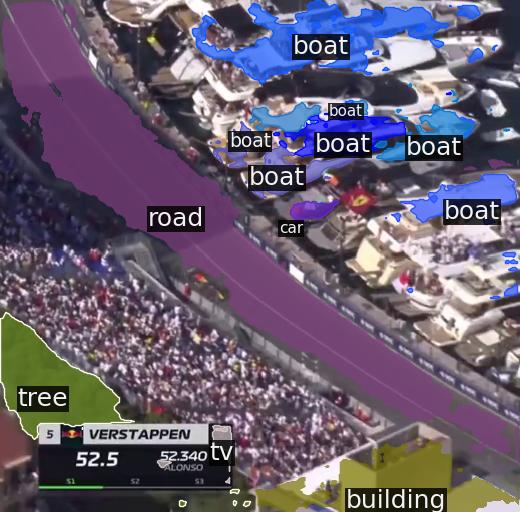 boat
boat
boat
boat
boat
boat
boat
road
car
tree
5 VERSTAPPEN
tv
52.5 52.340
ALONSO
S1 S2 S3
building